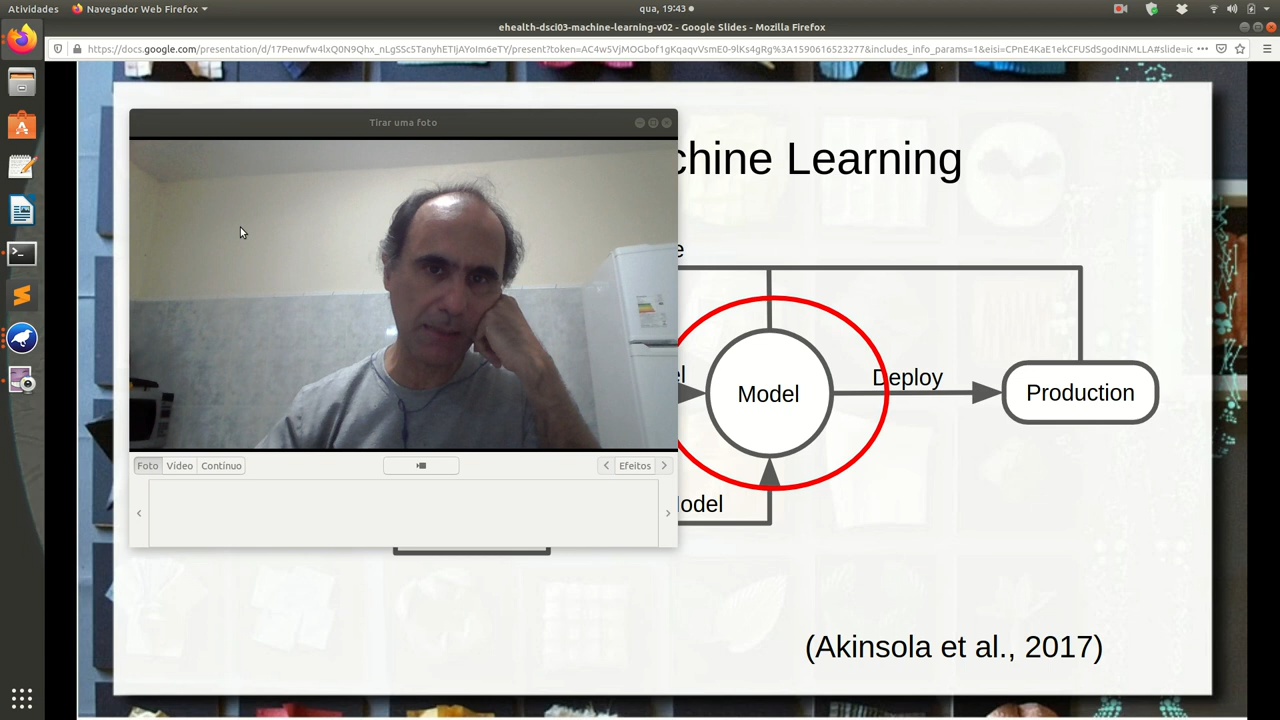 Atividades
Navegador Web Firefox
qua, 19:43
ehealth-dsci03-machine-learning-v02 - Google Slides - Mozilla Firefox
https://docs.google.com/presentation/d/17Penwfw4lxQ0N9Qhx_nLgSSc5TanyhETIJAYoIm6eTY/present?token=AC4w5VjMOGbof1gKqaqvVsmE0-9lKs4gRg%3A1590616523277&includes_info_params=1&eisi=CPnE4KaE1ekCFUSdSgodINMLLA#slide=ic
Tirar uma foto
chine Learning
e
el
Model
Deploy
Production
Foto
Vídeo
Contínuo
Efeitos
odel
(Akinsola et al., 2017)